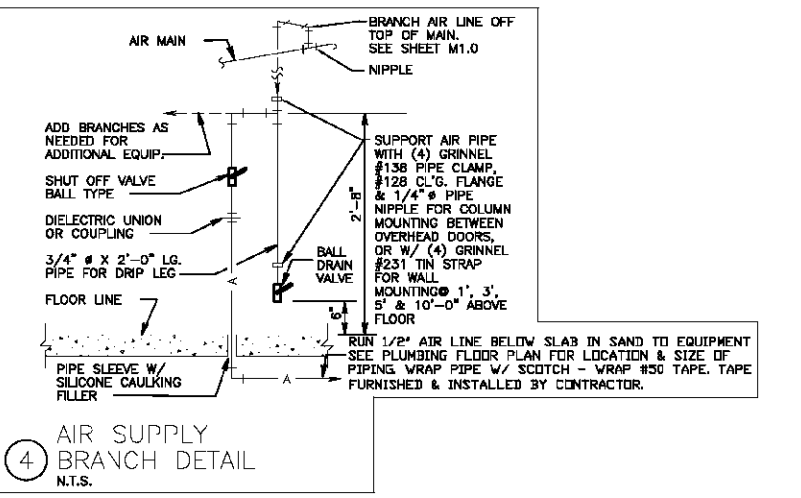 BRANCH AIR LINE OFF
TOP OF MAIN.
SEE SHEET M1.0
AIR MAIN
NIPPLE
ADD BRANCHES AS
NEEDED FOR
ADDITIONAL EQUIP.
SHUT OFF VALVE
BALL TYPE
DIELECTRIC UNION
OR COUPLING
3/4" ø X 2'-0" LG.
PIPE FOR DRIP LEG
FLOOR LINE
A
BALL
DRAIN
VALVE
2'-8"
6"
SUPPORT AIR PIPE
WITH (4) GRINNEL
#138 PIPE CLAMP,
#128 CL'G. FLANGE
& 1/4" ø PIPE
NIPPLE FOR COLUMN
MOUNTING BETWEEN
OVERHEAD DOORS,
OR W/ (4) GRINNEL
#231 TIN STRAP
FOR WALL
MOUNTING@ 1', 3',
5' & 10'-0" ABOVE
FLOOR
RUN 1/2" AIR LINE BELOW SLAB IN SAND TO EQUIPMENT
SEE PLUMBING FLOOR PLAN FOR LOCATION & SIZE OF
PIPING. WRAP PIPE W/ SCOTCH - WRAP #50 TAPE. TAPE
FURNISHED & INSTALLED BY CONTRACTOR.
PIPE SLEEVE W/
SILICONE CAULKING
FILLER
A
4
AIR SUPPLY
BRANCH DETAIL
N.T.S.